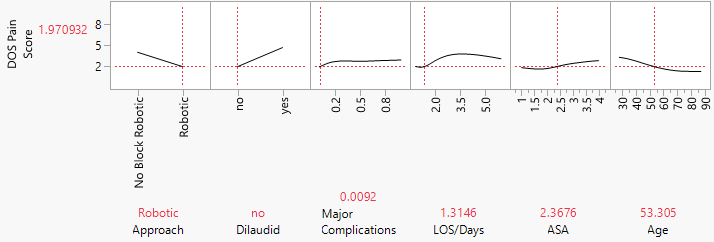 DOS Pain
Score
1.970932
8
5
2
No Block Robotic
Robotic
no
yes
0.2
0.5
0.8
2.0
3.5
5.0
1
1.5
2
2.5
3
3.5
4
30
40
50
60
70
80
90
Robotic
Approach
no
Dilaudid
0.0092
Major
Complications
1.3146
LOS/Days
2.3676
ASA
53.305
Age